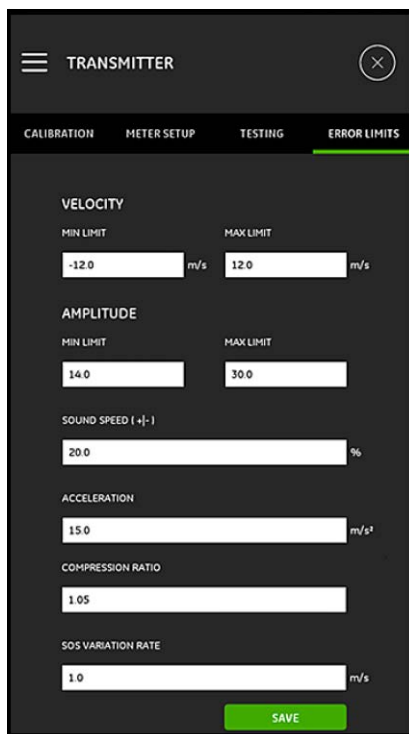 TRANSMITTER
CALIBRATION METER SETUP TESTING ERROR LIMITS
VELOCITY
MIN LIMIT MAX LIMIT
-12.0 m/s 12.0 m/s
AMPLITUDE
MIN LIMIT MAX LIMIT
14.0 30.0
SOUND SPEED (+|-)
20.0 %
ACCELERATION
15.0 m/s²
COMPRESSION RATIO
1.05
SOS VARIATION RATE
1.0 m/s
SAVE